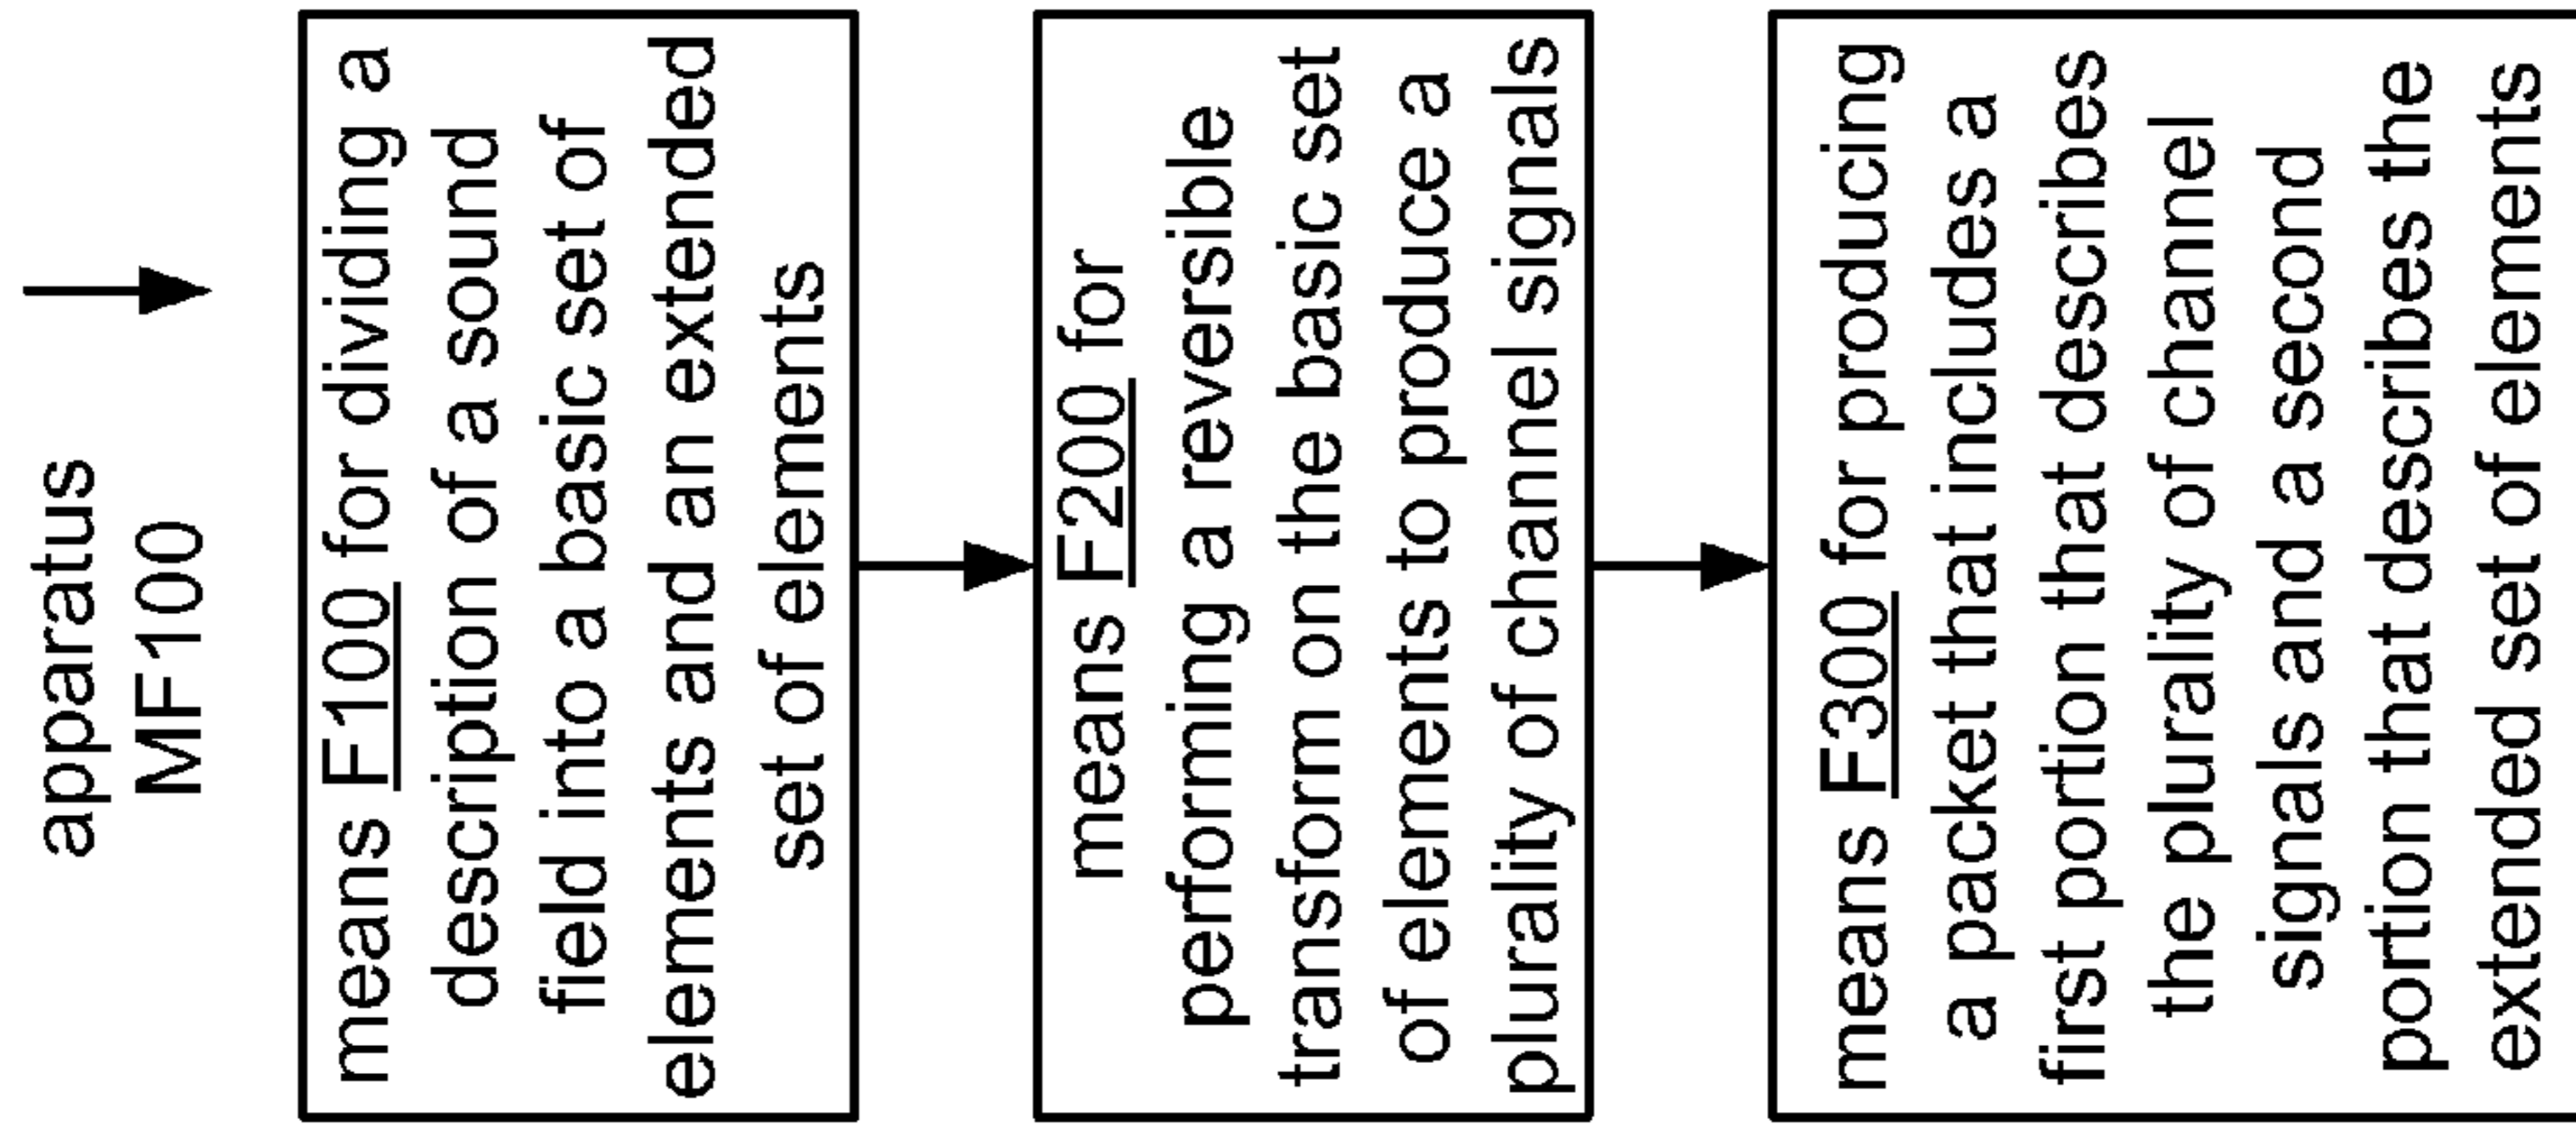 apparatus
MF100
means F100 for dividing a
description of a sound
field into a basic set of
elements and an extended
set of elements
means F200 for
performing a reversible
transform on the basic set
of elements to produce a
plurality of channel signals
means F300 for producing
a packet that includes a
first portion that describes
the plurality of channel
signals and a second
portion that describes the
extended set of elements